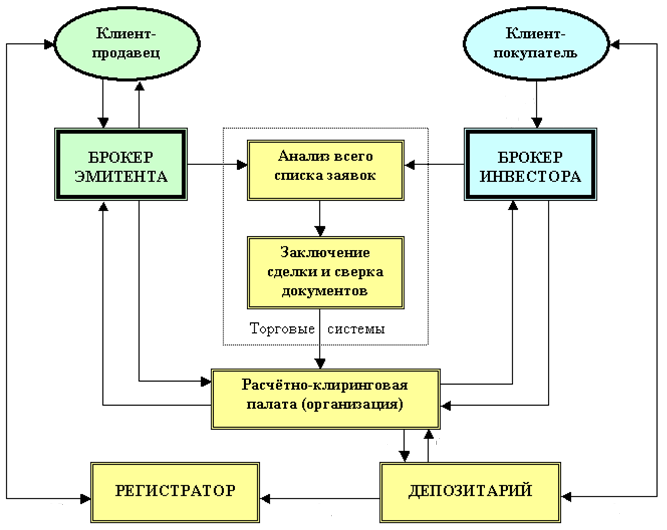 Клиент-
продавец
Клиент-
покупатель
БРОКЕР
ЭМИТЕНТА
Анализ всего
списка заявок
БРОКЕР
ИНВЕСТОРА
Заключение
сделки и сверка
документов
Торговые системы
Расчётно-клиринговая
палата (организация)
РЕГИСТРАТОР
ДЕПОЗИТАРИЙ